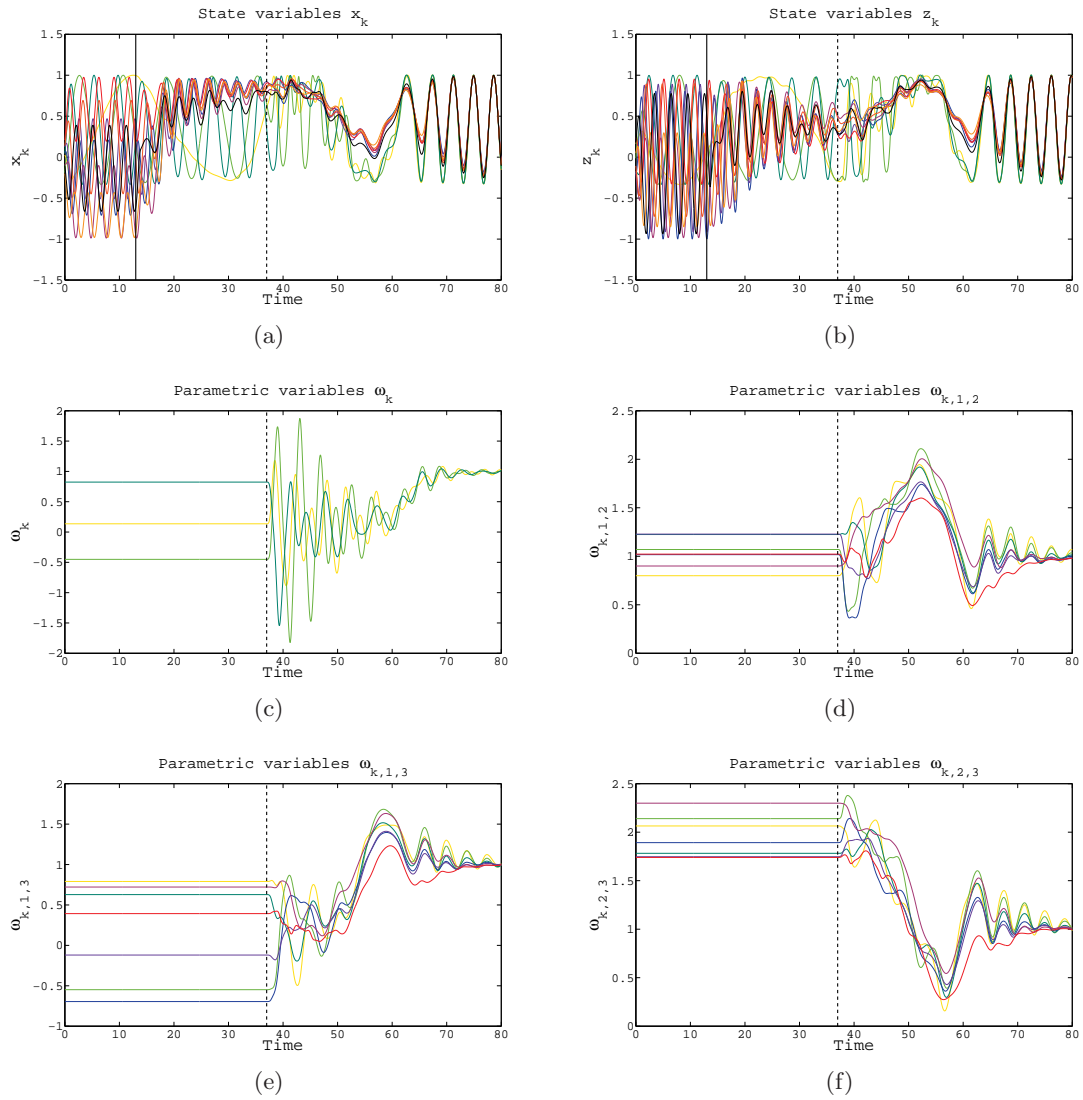 State variables x_k
1.5
1
0.5
0
−0.5
−1
−1.5
x_k
0 10 20 30 40 50 60 70 80
Time
(a)
State variables z_k
1.5
1
0.5
0
−0.5
−1
−1.5
z_k
0 10 20 30 40 50 60 70 80
Time
(b)
Parametric variables ω_k
2
1.5
1
0.5
0
−0.5
−1
−1.5
−2
ω_k
0 10 20 30 40 50 60 70 80
Time
(c)
Parametric variables ω_k,1,2
2.5
2
1.5
1
0.5
0
ω_k,1,2
0 10 20 30 40 50 60 70 80
Time
(d)
Parametric variables ω_k,1,3
2
1.5
1
0.5
0
−0.5
−1
ω_k,1,3
0 10 20 30 40 50 60 70 80
Time
(e)
Parametric variables ω_k,2,3
2.5
2
1.5
1
0.5
0
ω_k,2,3
0 10 20 30 40 50 60 70 80
Time
(f)